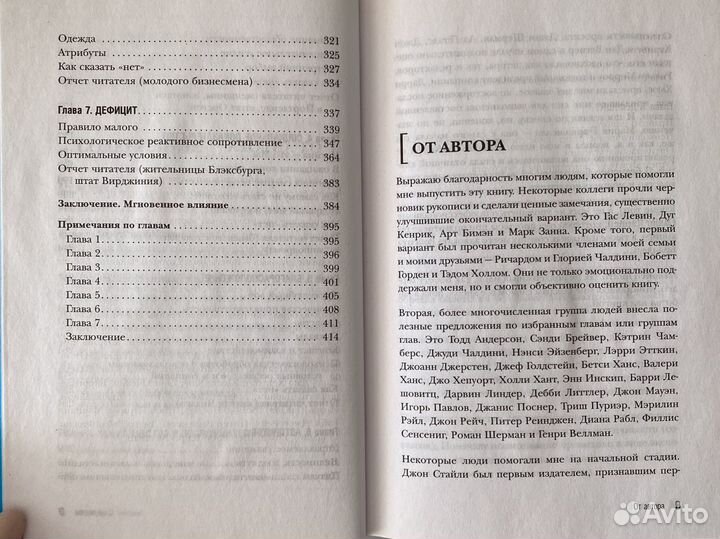 Одежда 321
Атрибуты 325
Как сказать «нет» 327
Отчет читателя (молодого бизнесмена) 334
Глава 7. ДЕФИЦИТ 337
Правило малого 339
Психологическое реактивное сопротивление 347
Оптимальные условия 364
Отчет читателя (жительницы Блэксбурга,
штат Вирджиния) 383
Заключение. Мгновенное влияние 384
Примечания по главам 395
Глава 1 395
Глава 2 396
Глава 3 399
Глава 4 401
Глава 5 405
Глава 6 408
Глава 7 411
Заключение 414
ОТ АВТОРА
Выражаю благодарность многим людям, которые помогли
мне выпустить эту книгу. Некоторые коллеги прочли чер-
новик рукописи и сделали ценные замечания, существенно
улучшившие окончательный вариант. Это Гас Левин, Дуг
Кенрик, Арт Бимэн и Марк Занна. Кроме того, первый
вариант был прочитан несколькими членами моей семьи
и моими друзьями — Ричардом и Глорией Чалдини, Бобетт
Горден и Тэдом Холлом. Они не только эмоционально под-
держали меня, но и смогли объективно оценить книгу.
Вторая, более многочисленная группа людей внесла по-
лезные предложения по избранным главам или группам
глав. Это Тодд Андерсон, Сэнди Брейвер, Кэтрин Чам-
берс, Джуди Чалдини, Нэнси Эйзенберг, Лэрри Этткин,
Джоанн Джерстен, Джеф Голдстейн, Бетси Ханс, Валери
Ханс, Джо Хепуорт, Холли Хант, Энн Инскип, Барри Ле-
шовитц, Дарвин Линдер, Дебби Литтлер, Джон Мауэн,
Игорь Павлов, Джанис Поснер, Триш Пуриэр, Мэрилин
Рэйл, Джон Рейч, Питер Рейнджен, Диана Рабл, Филлис
Сенсениг, Роман Шерман и Генри Веллман.
Некоторые люди помогали мне на начальной стадии.
Джон Стайли был первым издателем, признавшим пер-
От автора
Avito